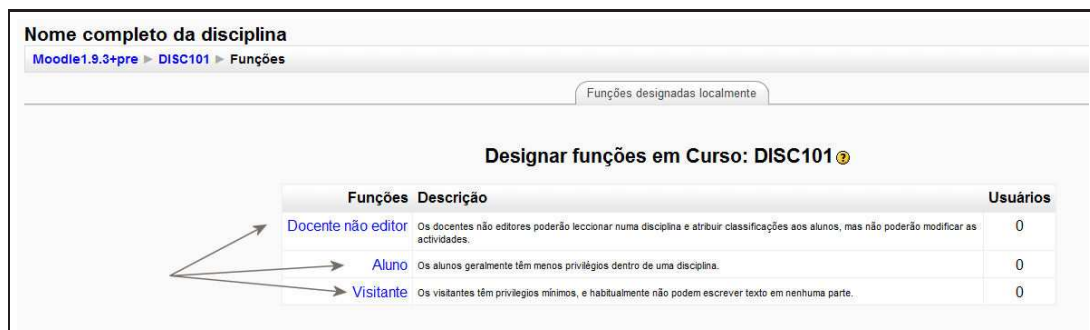 Nome completo da disciplina
Moodle1.9.3+pre ► DISC101 ► Funções
Funções designadas localmente
Designar funções em Curso: DISC101
Funções Descrição Usuários
Docente não editor Os docentes não editores poderão leccionar numa disciplina e atribuir classificações aos alunos, mas não poderão modificar as 0
actividades.
Aluno Os alunos geralmente têm menos privilégios dentro de uma disciplina. 0
Visitante Os visitantes têm privilegios mínimos, e habitualmente não podem escrever texto em nenhuma parte. 0